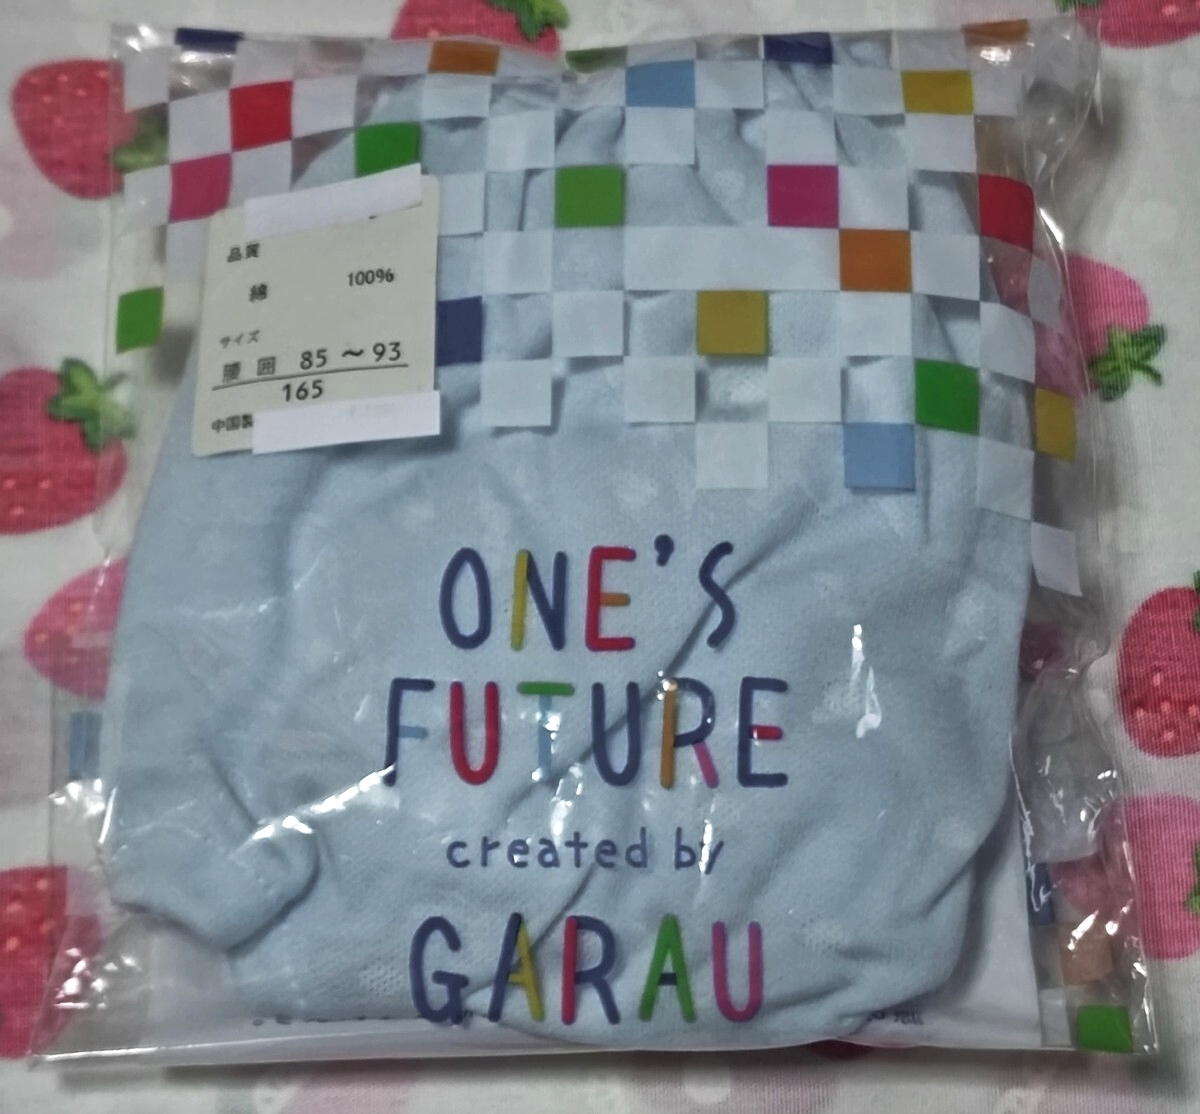 品質
綿 100%
サイズ
腰囲 85～93
165
中国製
ONE'S
FUTURE
created by
GARAU